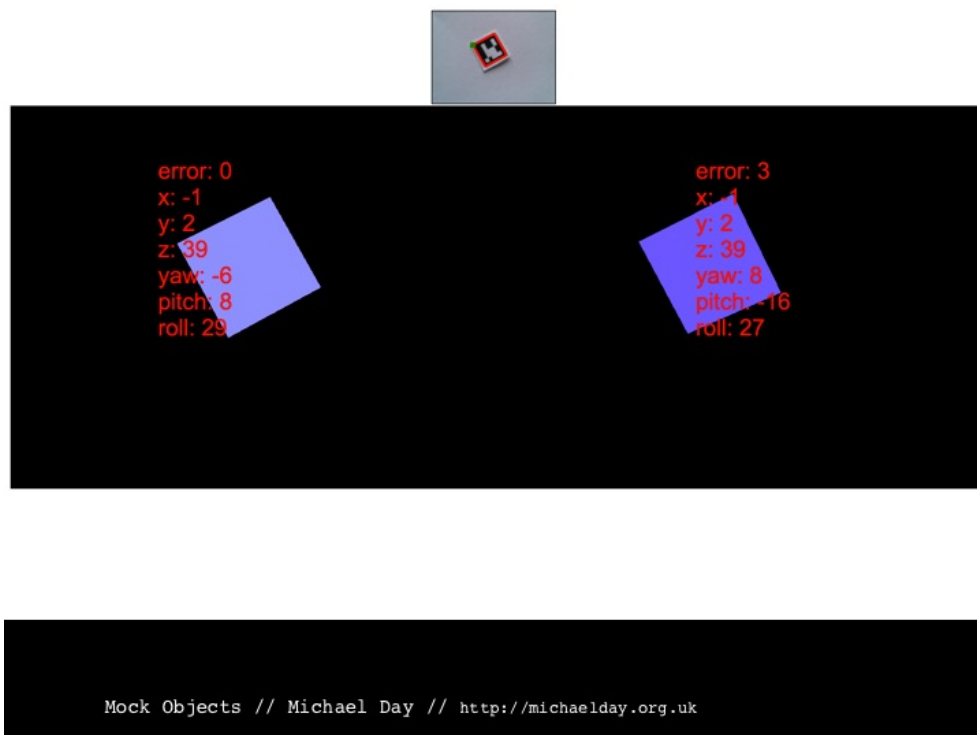 error: 0
x: -1
y: 2
z: 39
yaw: -6
pitch: 8
roll: 29
error: 3
x: -1
y: 2
z: 39
yaw: 8
pitch: -16
roll: 27
Mock Objects // Michael Day // http://michaelday.org.uk